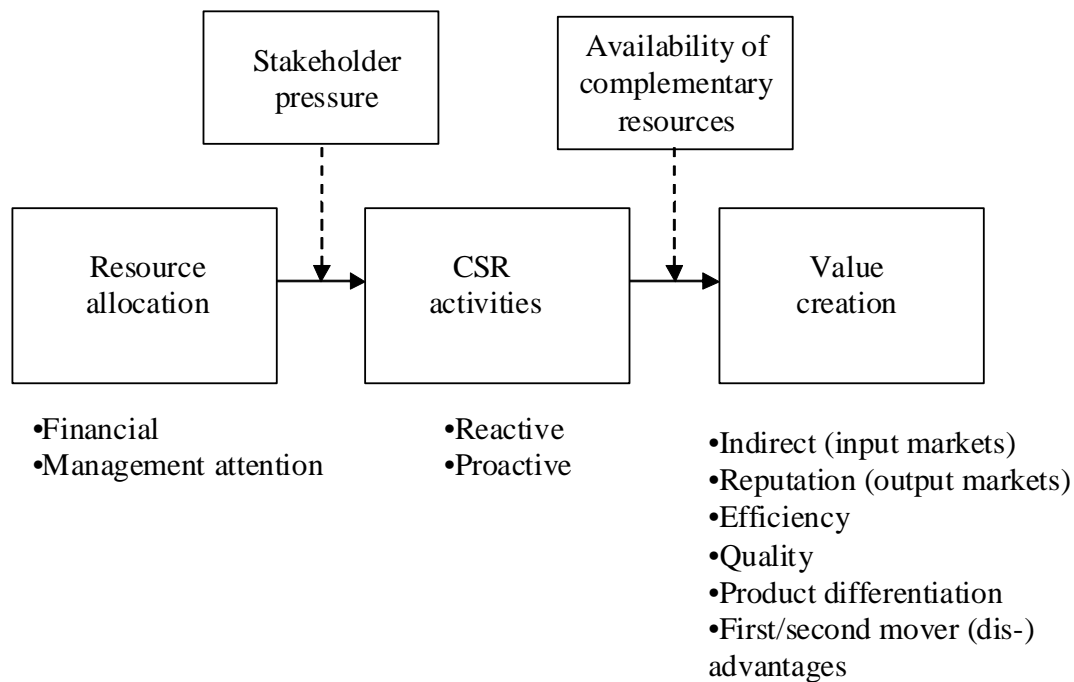 Stakeholder
pressure
Availability of
complementary
resources
Resource
allocation
CSR
activities
Value
creation
•Financial
•Management attention
•Reactive
•Proactive
•Indirect (input markets)
•Reputation (output markets)
•Efficiency
•Quality
•Product differentiation
•First/second mover (dis-)
advantages